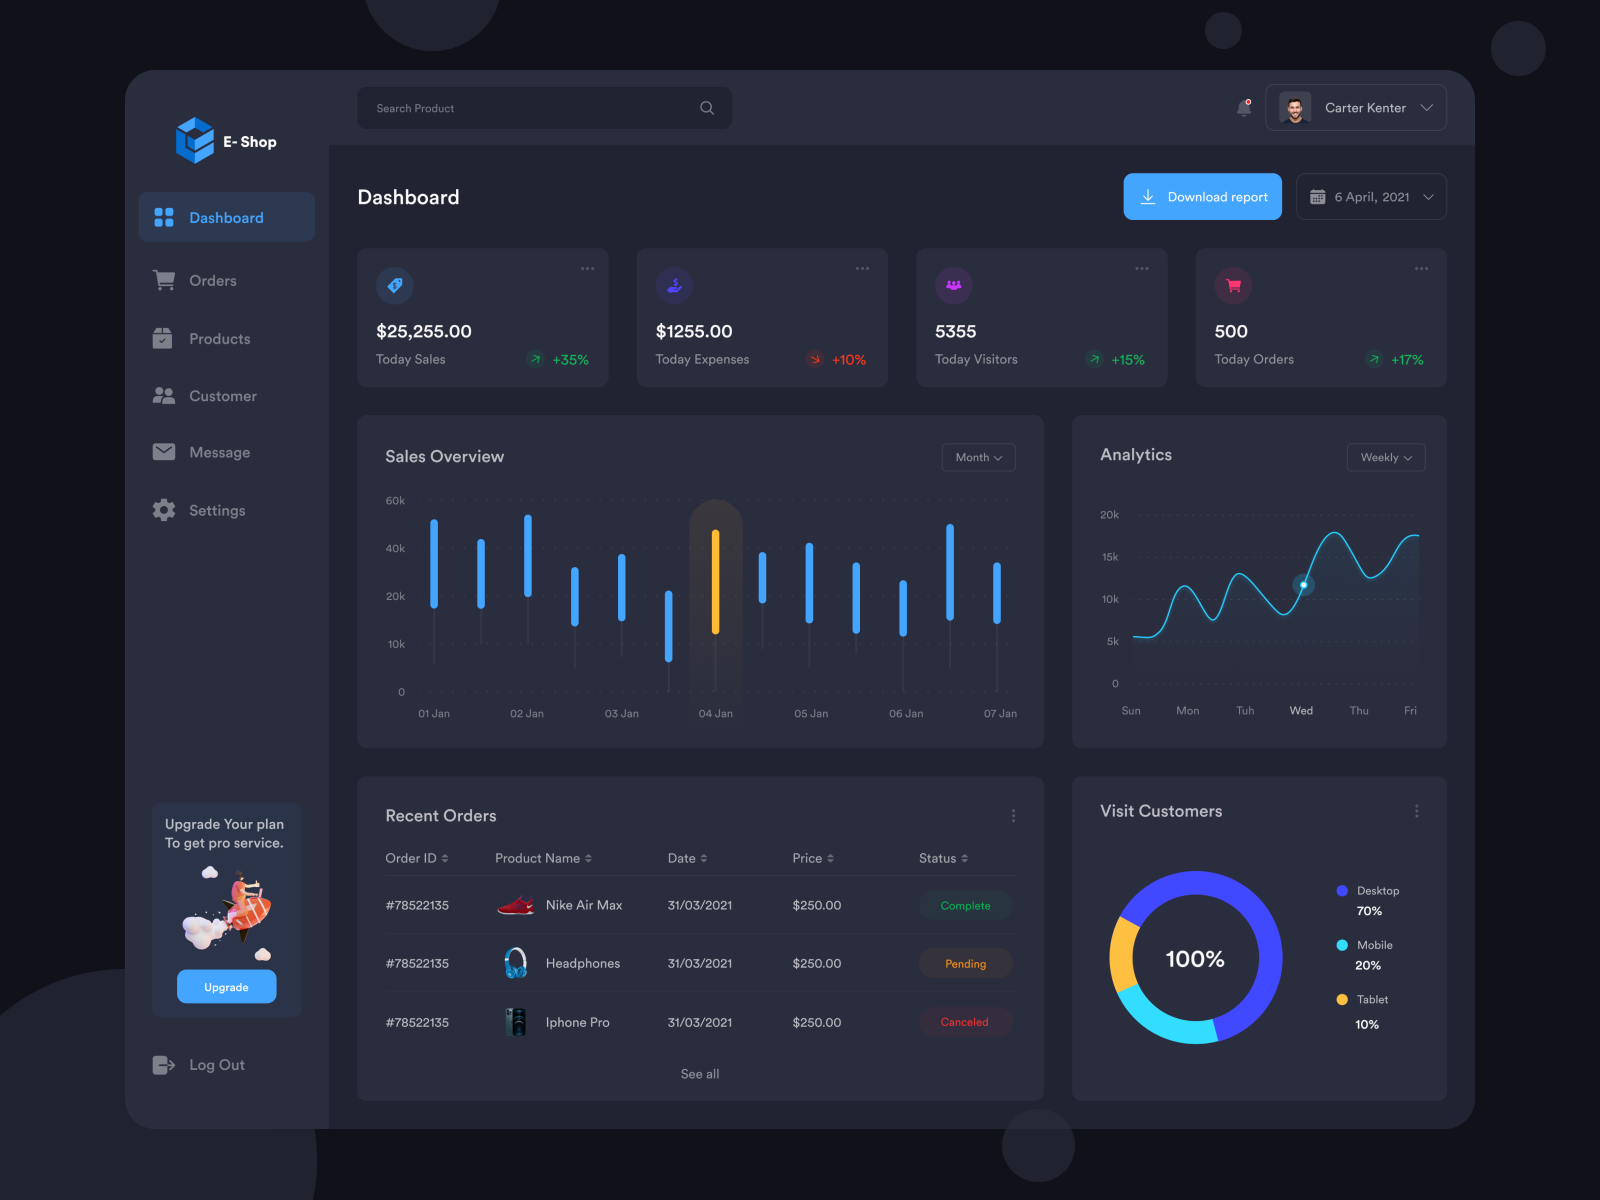 E- Shop
Search Product
Carter Kenter
Dashboard
Orders
Products
Customer
Message
Settings
Upgrade Your plan
To get pro service.
Upgrade
Log Out
Dashboard
Download report
6 April, 2021
$25,255.00
Today Sales
+35%
$1255.00
Today Expenses
+10%
5355
Today Visitors
+15%
500
Today Orders
+17%
Sales Overview
Month
60k
40k
20k
10k
0
01 Jan
02 Jan
03 Jan
04 Jan
05 Jan
06 Jan
07 Jan
Analytics
Weekly
20k
15k
10k
5k
0
Sun
Mon
Tuh
Wed
Thu
Fri
Recent Orders
Order ID
Product Name
Date
Price
Status
#78522135
Nike Air Max
31/03/2021
$250.00
Complete
#78522135
Headphones
31/03/2021
$250.00
Pending
#78522135
Iphone Pro
31/03/2021
$250.00
Canceled
See all
Visit Customers
100%
Desktop
70%
Mobile
20%
Tablet
10%